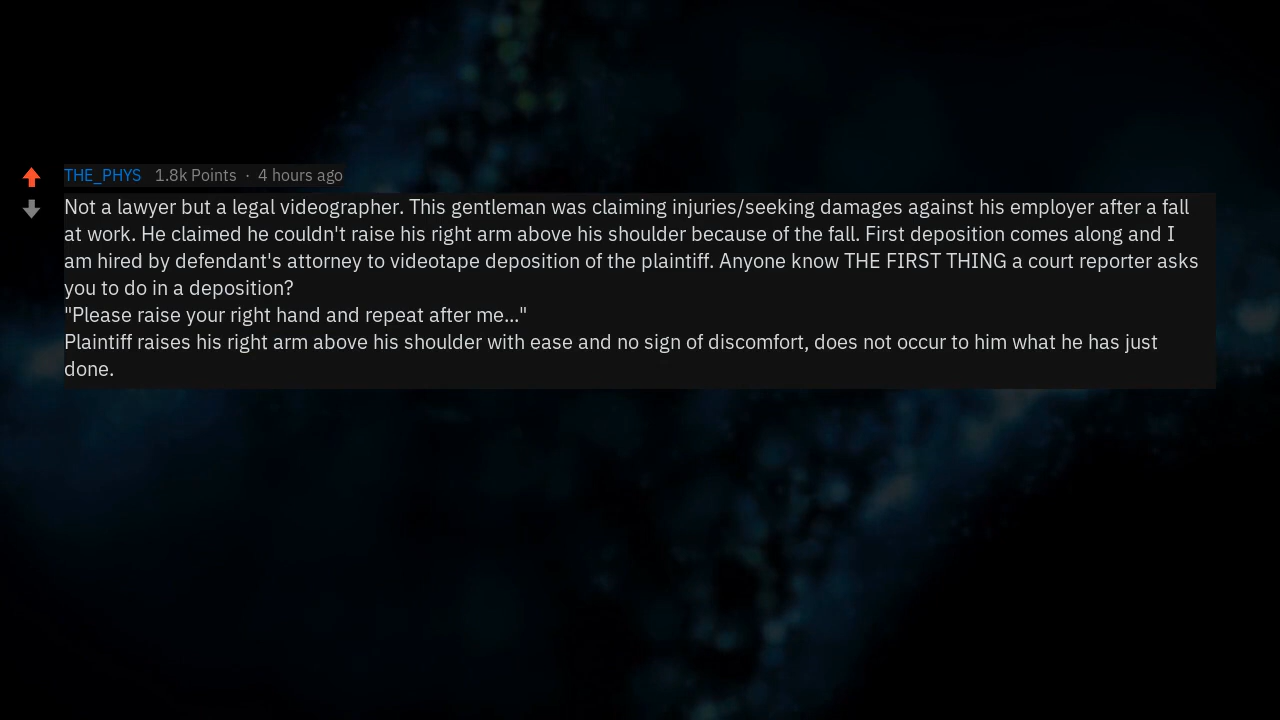 THE_PHYS 1.8k Points · 4 hours ago
Not a lawyer but a legal videographer. This gentleman was claiming injuries/seeking damages against his employer after a fall
at work. He claimed he couldn't raise his right arm above his shoulder because of the fall. First deposition comes along and I
am hired by defendant's attorney to videotape deposition of the plaintiff. Anyone know THE FIRST THING a court reporter asks
you to do in a deposition?
"Please raise your right hand and repeat after me..."
Plaintiff raises his right arm above his shoulder with ease and no sign of discomfort, does not occur to him what he has just
done.